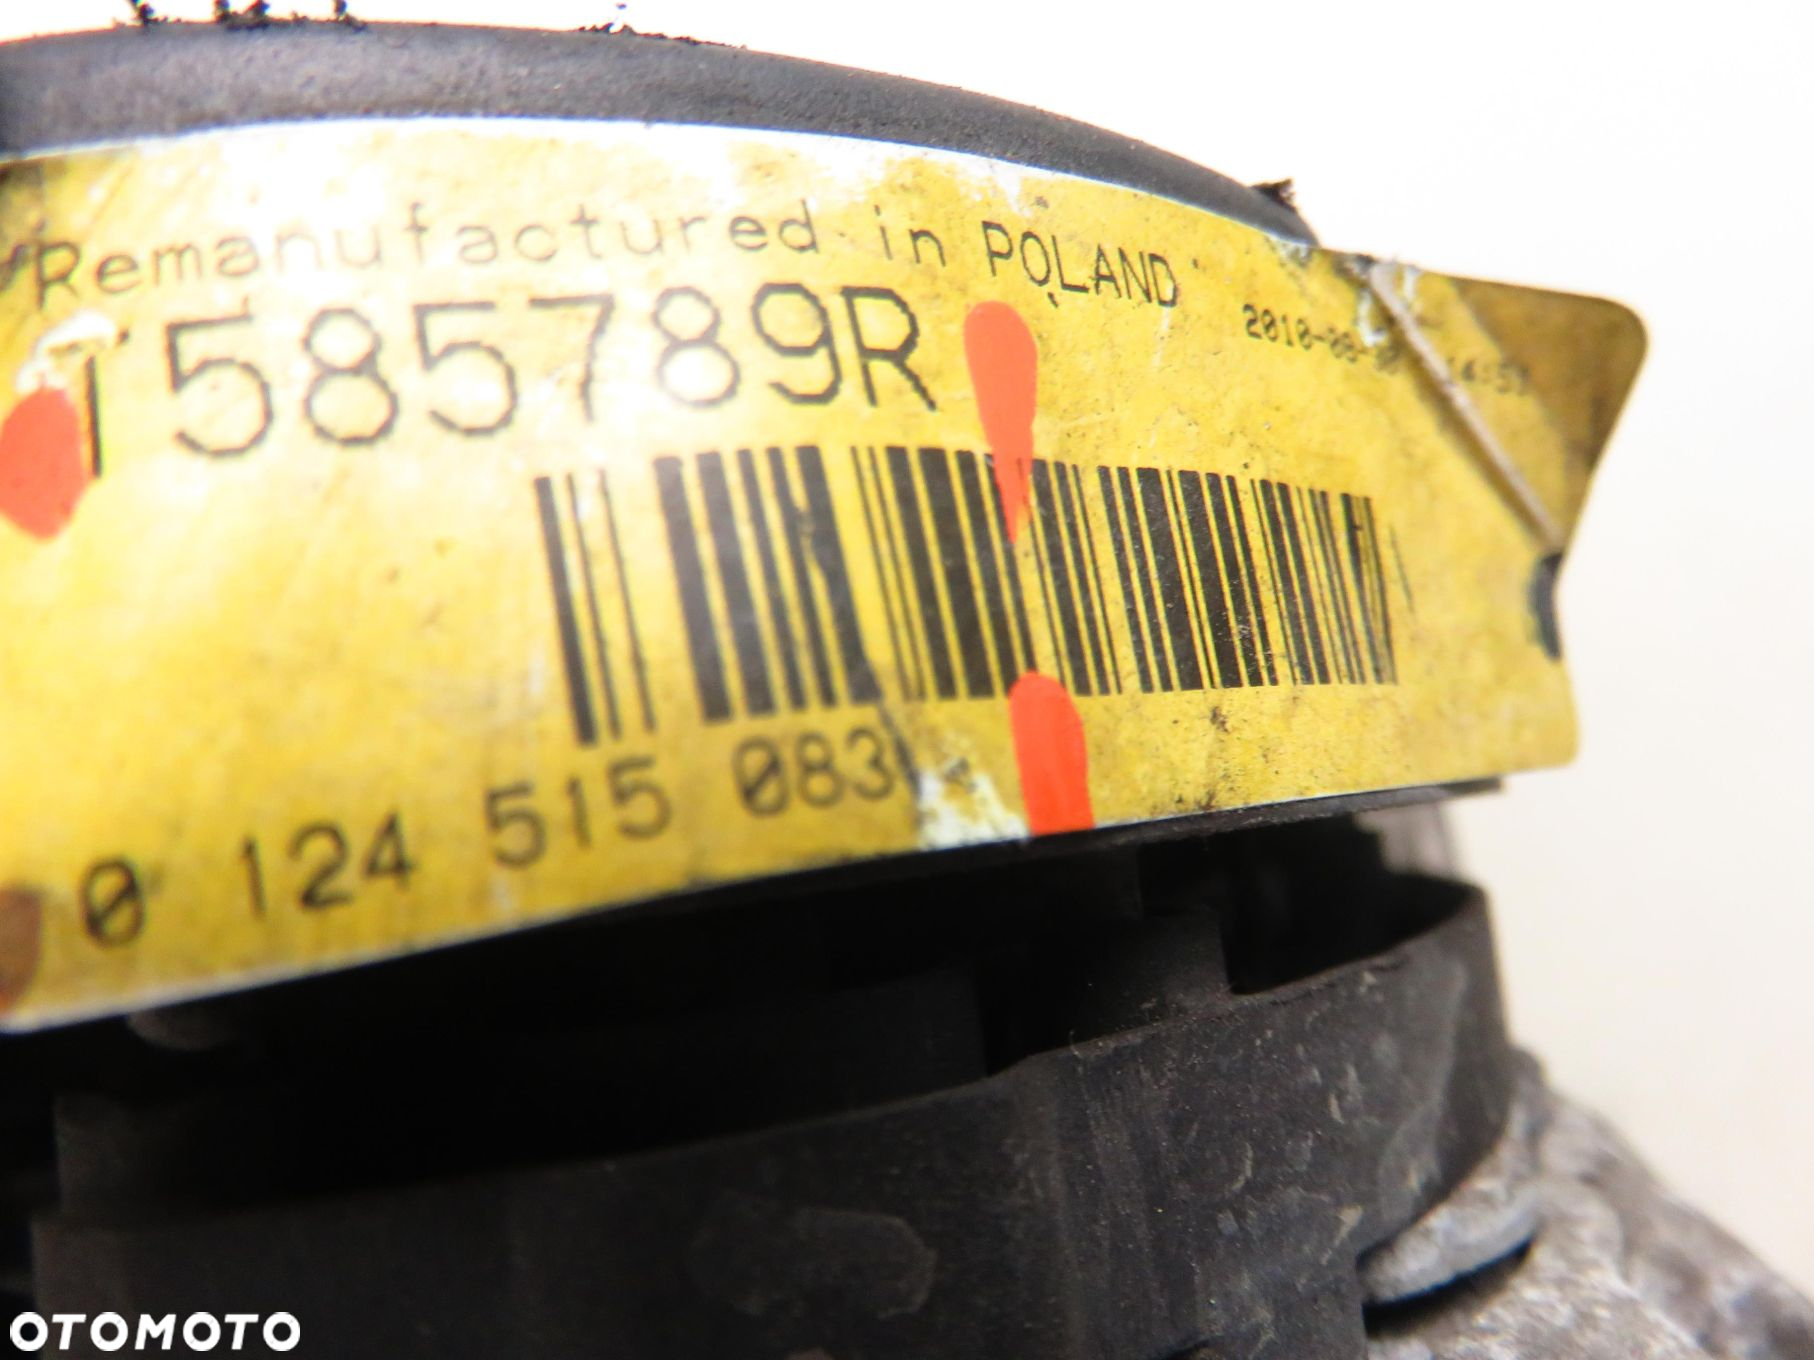 Remanufactured in POLAND
585789R
0 124 515 083
OTOMOTO